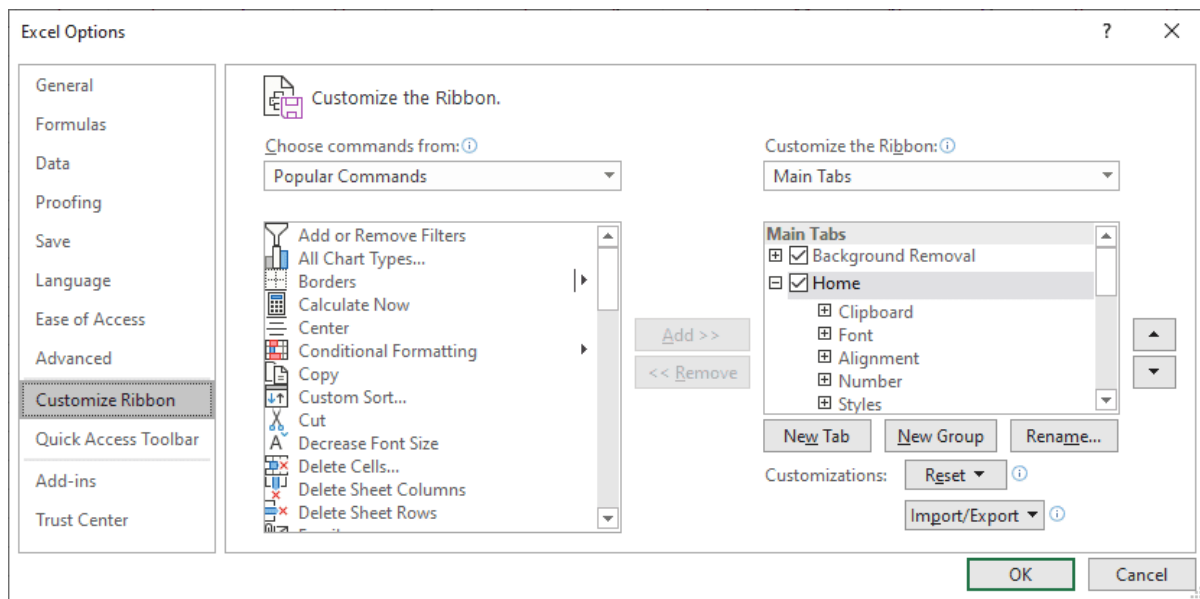 Excel Options
?
General
Formulas
Data
Proofing
Save
Language
Ease of Access
Advanced
Customize Ribbon
Quick Access Toolbar
Add-ins
Trust Center
Customize the Ribbon.
Choose commands from:
Popular Commands
Add or Remove Filters
All Chart Types...
Borders
Calculate Now
Center
Conditional Formatting
Copy
Custom Sort...
Cut
Decrease Font Size
Delete Cells...
Delete Sheet Columns
Delete Sheet Rows
Add >>
<< Remove
Customize the Ribbon:
Main Tabs
Main Tabs
Background Removal
Home
Clipboard
Font
Alignment
Number
Styles
New Tab New Group Rename...
Customizations: Reset
Import/Export
OK Cancel